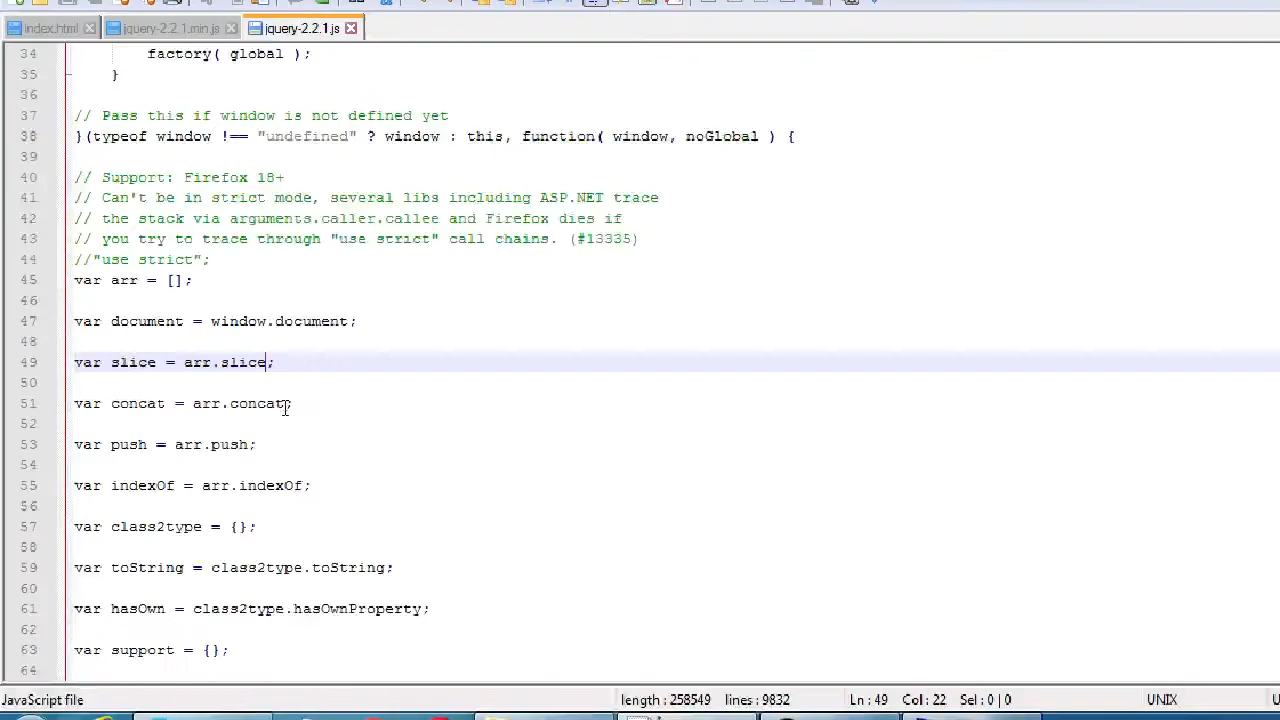 index.html jquery-2.2.1.min.js jquery-2.2.1.js
34 factory( global );
35 }
36
37 // Pass this if window is not defined yet
38 }(typeof window !== "undefined" ? window : this, function( window, noGlobal ) {
39
40 // Support: Firefox 18+
41 // Can't be in strict mode, several libs including ASP.NET trace
42 // the stack via arguments.caller.callee and Firefox dies if
43 // you try to trace through "use strict" call chains. (#13335)
44 //"use strict";
45 var arr = [];
46
47 var document = window.document;
48
49 var slice = arr.slice;
50
51 var concat = arr.concat;
52
53 var push = arr.push;
54
55 var indexOf = arr.indexOf;
56
57 var class2type = {};
58
59 var toString = class2type.toString;
60
61 var hasOwn = class2type.hasOwnProperty;
62
63 var support = {};
64
JavaScript file length : 258549 lines : 9832 Ln : 49 Col : 22 Sel : 0 | 0 UNIX